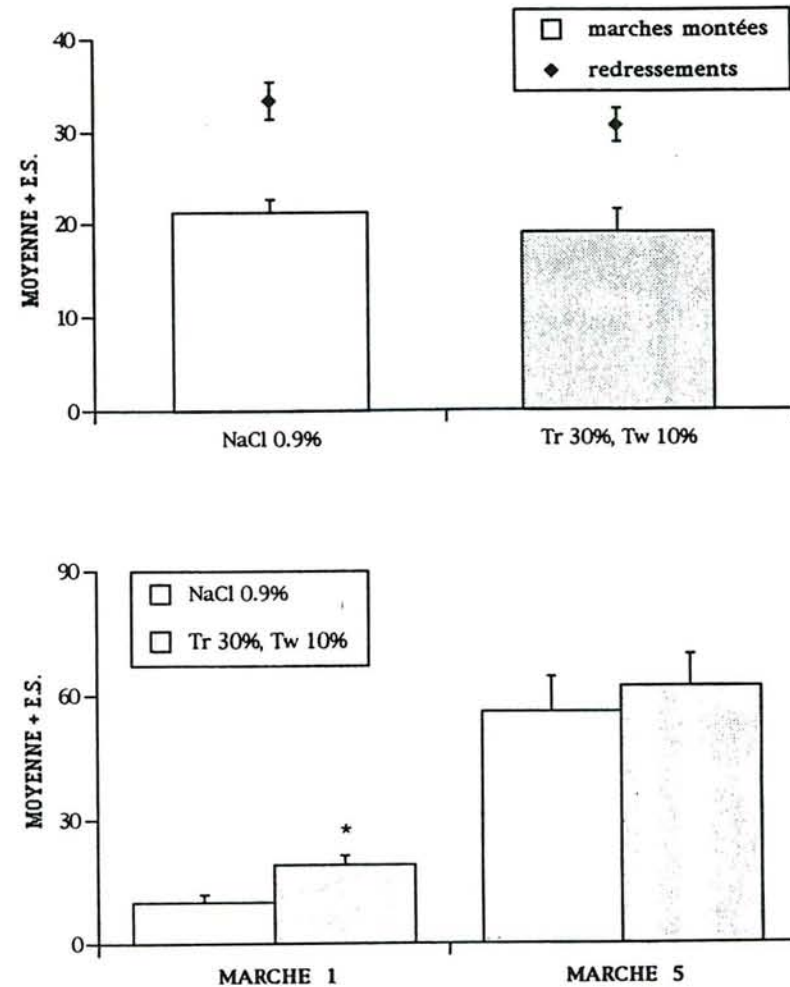 marches montées
redressements
40
30
20
10
0
MOYENNE + E.S.
NaCl 0.9%
Tr 30%, Tw 10%
90
60
30
0
MOYENNE + E.S.
NaCl 0.9%
Tr 30%, Tw 10%
*
MARCHE 1
MARCHE 5